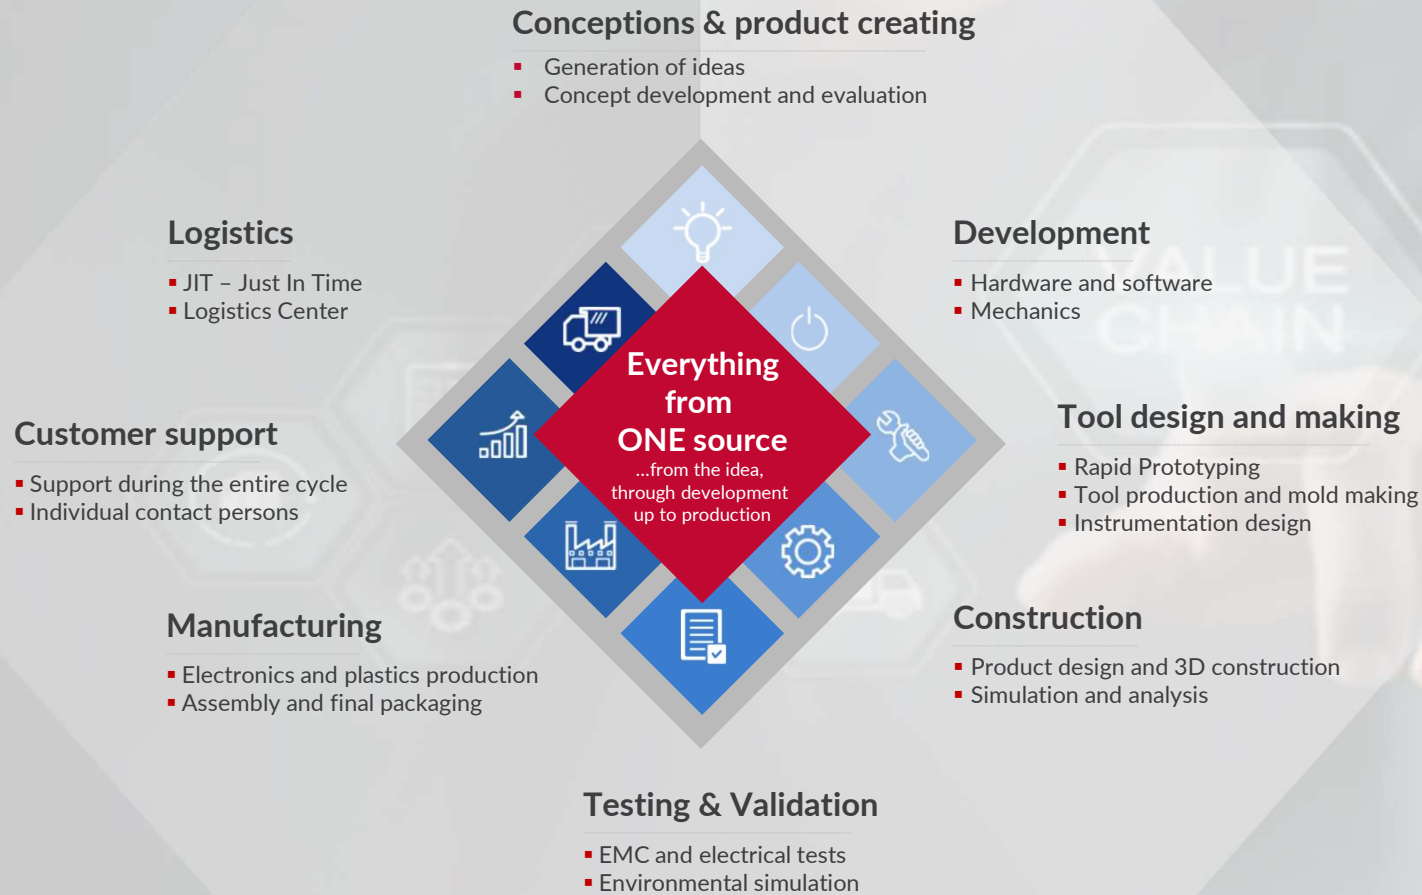 Conceptions & product creating
▪ Generation of ideas
▪ Concept development and evaluation
Logistics
▪ JIT – Just In Time
▪ Logistics Center
Development
▪ Hardware and software
▪ Mechanics
VALUE
CHAIN
Everything
from
ONE source
...from the idea,
through development
up to production
Customer support
▪ Support during the entire cycle
▪ Individual contact persons
Tool design and making
▪ Rapid Prototyping
▪ Tool production and mold making
▪ Instrumentation design
Manufacturing
▪ Electronics and plastics production
▪ Assembly and final packaging
Construction
▪ Product design and 3D construction
▪ Simulation and analysis
Testing & Validation
▪ EMC and electrical tests
▪ Environmental simulation